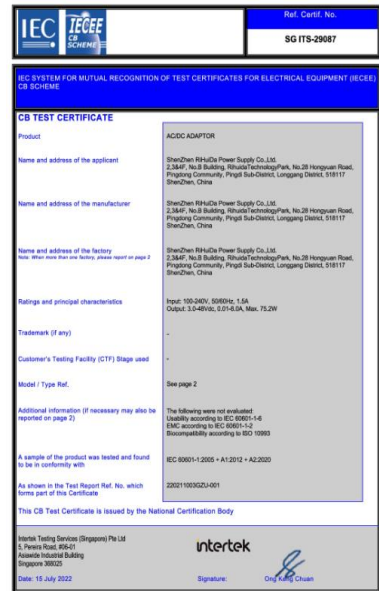 IEC
IECEE
CB
SCHEME
Ref. Certif. No.
SG ITS-29087
IEC SYSTEM FOR MUTUAL RECOGNITION OF TEST CERTIFICATES FOR ELECTRICAL EQUIPMENT (IECEE)
CB SCHEME
CB TEST CERTIFICATE
Product
AC/DC ADAPTOR
Name and address of the applicant
ShenZhen RiHuiDa Power Supply Co.,Ltd.
2,3&4F, No.B Building, RihuidaTechnologyPark, No.28 Hongyuan Road,
Pingdong Community, Pingdi Sub-District, Longgang District, 518117
ShenZhen, China
Name and address of the manufacturer
ShenZhen RiHuiDa Power Supply Co.,Ltd.
2,3&4F, No.B Building, RihuidaTechnologyPark, No.28 Hongyuan Road,
Pingdong Community, Pingdi Sub-District, Longgang District, 518117
ShenZhen, China
Name and address of the factory
Note: When more than one factory, please report on page 2
ShenZhen RiHuiDa Power Supply Co.,Ltd.
2,3&4F, No.B Building, RihuidaTechnologyPark, No.28 Hongyuan Road,
Pingdong Community, Pingdi Sub-District, Longgang District, 518117
ShenZhen, China
Ratings and principal characteristics
Input: 100-240V, 50/60Hz, 1.5A
Output: 3.0-48Vdc, 0.01-8.0A, Max. 75.2W
Trademark (if any)
-
Customer's Testing Facility (CTF) Stage used
-
Model / Type Ref.
See page 2
Additional information (if necessary may also be
reported on page 2)
The following were not evaluated:
Usability according to IEC 60601-1-6
EMC according to IEC 60601-1-2
Biocompatibility according to ISO 10993
A sample of the product was tested and found
to be in conformity with
IEC 60601-1:2005 + A1:2012 + A2:2020
As shown in the Test Report Ref. No. which
forms part of this Certificate
220211003GZU-001
This CB Test Certificate is issued by the National Certification Body
Intertek Testing Services (Singapore) Pte Ltd
5, Pereira Road, #06-01
Asiawide Industrial Building
Singapore 368025
intertek
Date: 15 July 2022
Signature:
Ong Kang Chuan